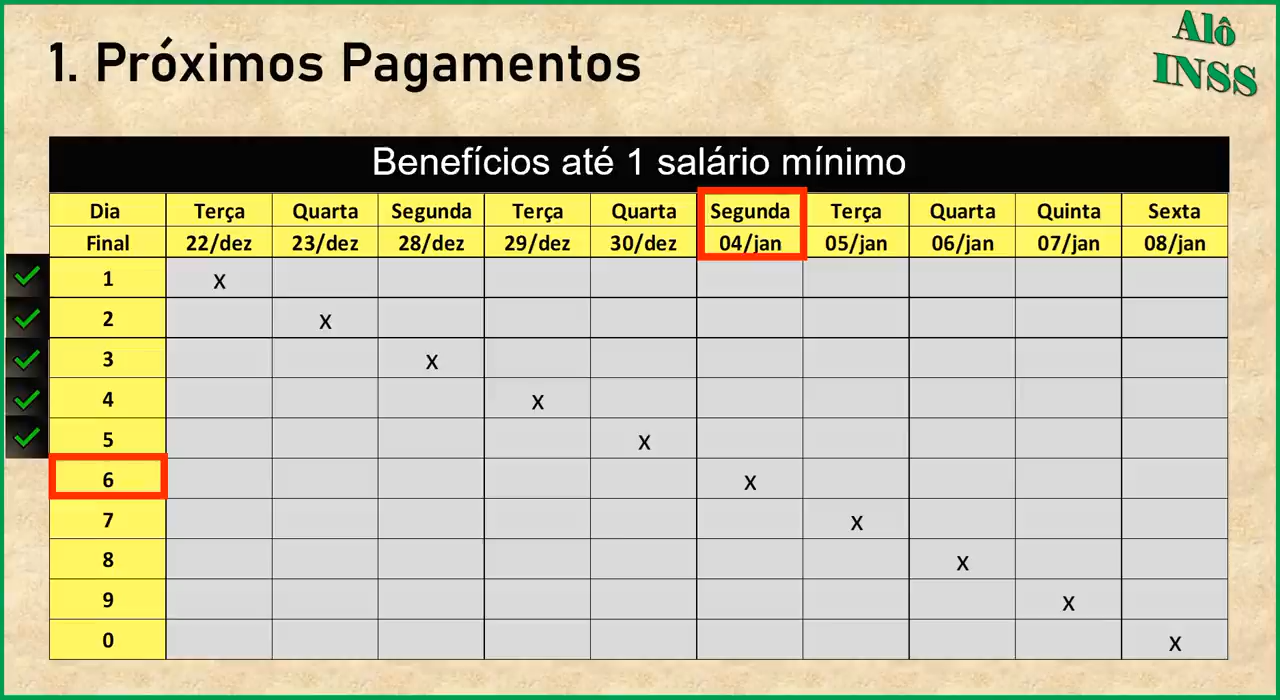 1. Próximos Pagamentos
Alô
INSS
Benefícios até 1 salário mínimo
Dia Terça Quarta Segunda Terça Quarta Segunda Terça Quarta Quinta Sexta
Final 22/dez 23/dez 28/dez 29/dez 30/dez 04/jan 05/jan 06/jan 07/jan 08/jan
1 x
2 x
3 x
4 x
5 x
6 x
7 x
8 x
9 x
0 x